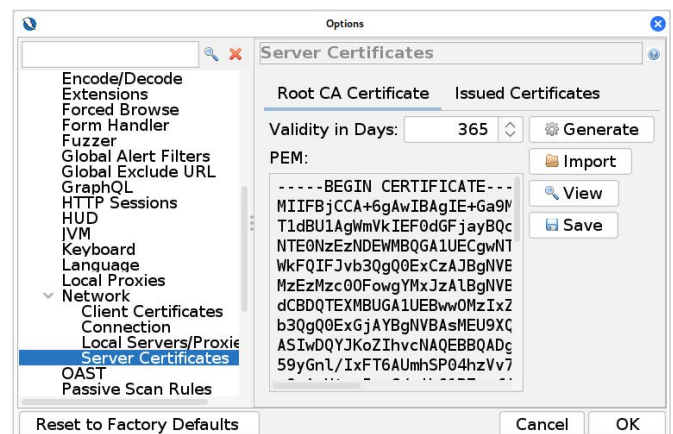 Options
Server Certificates
Encode/Decode
Extensions
Forced Browse
Form Handler
Fuzzer
Global Alert Filters
Global Exclude URL
GraphQL
HTTP Sessions
HUD
JVM
Keyboard
Language
Local Proxies
Network
Client Certificates
Connection
Local Servers/Proxie
Server Certificates
OAST
Passive Scan Rules
Root CA Certificate Issued Certificates
Validity in Days: 365 Generate
PEM: Import
View
Save
-----BEGIN CERTIFICATE---
MIIFBjCCA+6gAwIBAgIE+Ga9M
T1dBU1AgWmVkIEF0dGFjayBQc
NTE0NzEzNDEWMBQGA1UECgwNT
WkFQIFJvb3QgQ0ExCzAJBgNVB
MzEzMzc0OFowgYMxJzAlBgNVB
dCBDQTEXMBUGA1UEBwwOMzIxZ
b3QgQ0ExGjAYBgNVBAsMEU9XQ
ASIwDQYJKoZIhvcNAQEBBQADg
59yGnl/IxFT6AUmhSP04hzVv7
Reset to Factory Defaults Cancel OK